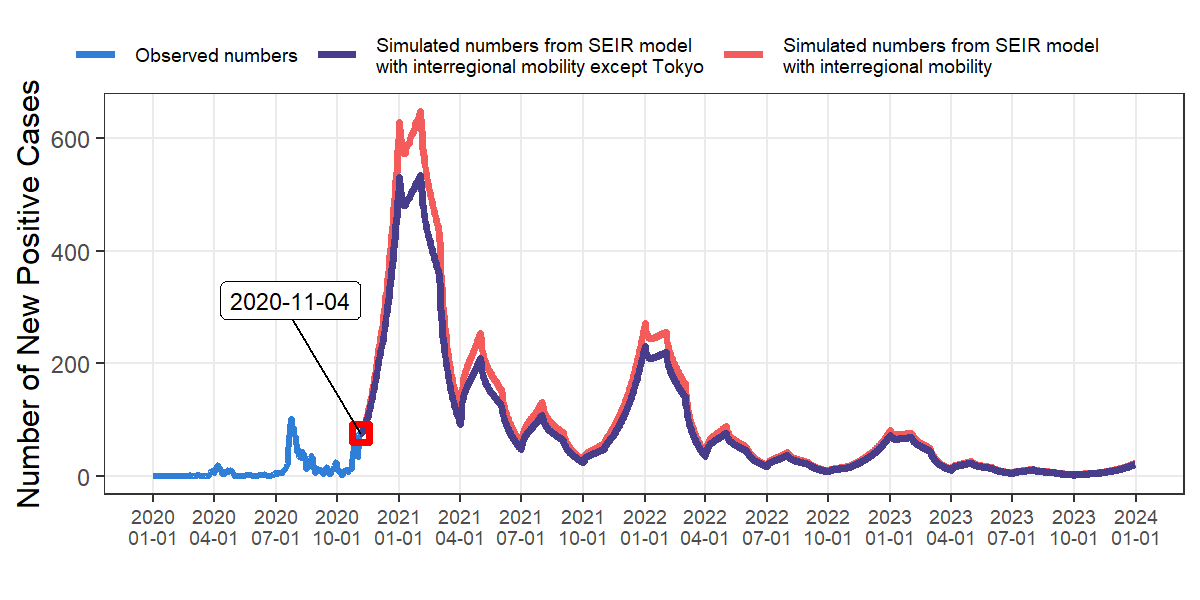 Observed numbers
Simulated numbers from SEIR model
with interregional mobility except Tokyo
Simulated numbers from SEIR model
with interregional mobility
Number of New Positive Cases
600
400
200
0
2020-11-04
2020 2020 2020 2020 2021 2021 2021 2021 2022 2022 2022 2022 2023 2023 2023 2023 2024
01-01 04-01 07-01 10-01 01-01 04-01 07-01 10-01 01-01 04-01 07-01 10-01 01-01 04-01 07-01 10-01 01-01